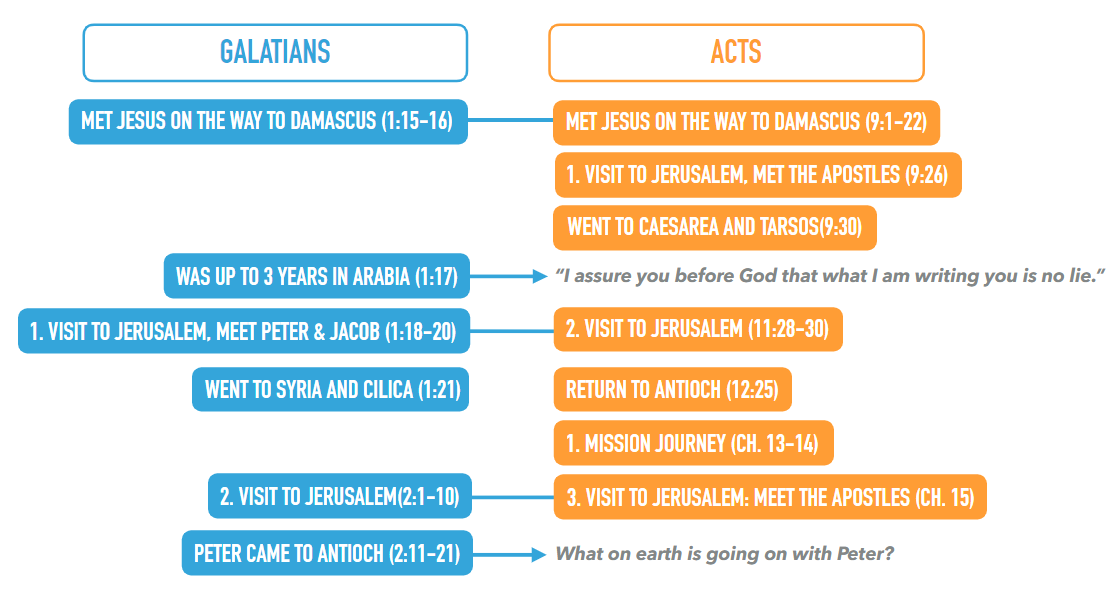 GALATIANS
ACTS
MET JESUS ON THE WAY TO DAMASCUS (1:15-16)
MET JESUS ON THE WAY TO DAMASCUS (9:1-22)
1. VISIT TO JERUSALEM, MET THE APOSTLES (9:26)
WENT TO CAESAREA AND TARSOS(9:30)
WAS UP TO 3 YEARS IN ARABIA (1:17)
“I assure you before God that what I am writing you is no lie.”
1. VISIT TO JERUSALEM, MEET PETER & JACOB (1:18-20)
2. VISIT TO JERUSALEM (11:28-30)
WENT TO SYRIA AND CILICA (1:21)
RETURN TO ANTIOCH (12:25)
1. MISSION JOURNEY (CH. 13-14)
2. VISIT TO JERUSALEM(2:1-10)
3. VISIT TO JERUSALEM: MEET THE APOSTLES (CH. 15)
PETER CAME TO ANTIOCH (2:11-21)
What on earth is going on with Peter?